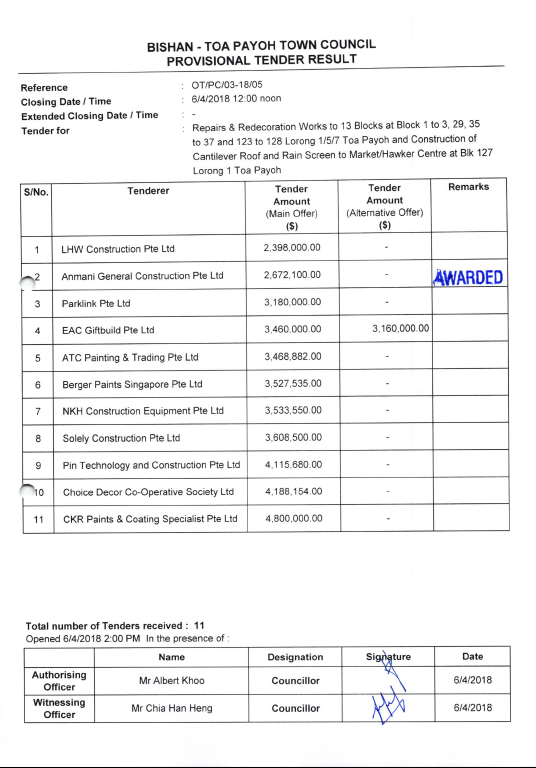 BISHAN - TOA PAYOH TOWN COUNCIL
PROVISIONAL TENDER RESULT
Reference : OT/PC/03-18/05
Closing Date / Time : 6/4/2018 12:00 noon
Extended Closing Date / Time : -
Tender for : Repairs & Redecoration Works to 13 Blocks at Block 1 to 3, 29, 35
to 37 and 123 to 128 Lorong 1/5/7 Toa Payoh and Construction of
Cantilever Roof and Rain Screen to Market/Hawker Centre at Blk 127
Lorong 1 Toa Payoh
S/No. Tenderer Tender Amount (Main Offer) ($) Tender Amount (Alternative Offer) ($) Remarks
1 LHW Construction Pte Ltd 2,398,000.00 -
2 Anmani General Construction Pte Ltd 2,672,100.00 - AWARDED
3 Parklink Pte Ltd 3,180,000.00 -
4 EAC Giftbuild Pte Ltd 3,460,000.00 3,160,000.00
5 ATC Painting & Trading Pte Ltd 3,468,882.00 -
6 Berger Paints Singapore Pte Ltd 3,527,535.00 -
7 NKH Construction Equipment Pte Ltd 3,533,550.00 -
8 Solely Construction Pte Ltd 3,608,500.00 -
9 Pin Technology and Construction Pte Ltd 4,115,680.00 -
10 Choice Decor Co-Operative Society Ltd 4,188,154.00 -
11 CKR Paints & Coating Specialist Pte Ltd 4,800,000.00 -
Total number of Tenders received : 11
Opened 6/4/2018 2:00 PM In the presence of :
Name Designation Signature Date
Authorising Officer Mr Albert Khoo Councillor 6/4/2018
Witnessing Officer Mr Chia Han Heng Councillor 6/4/2018